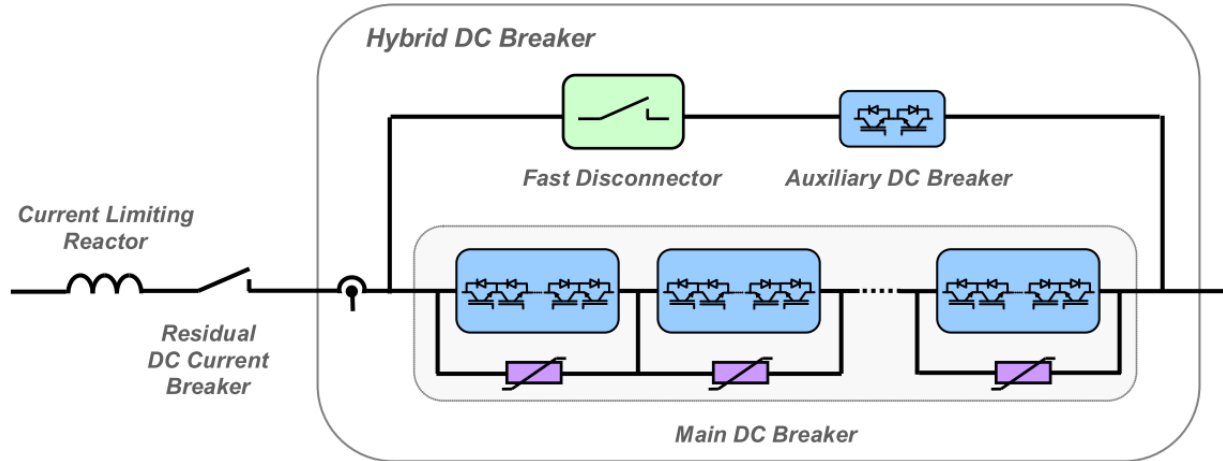 Hybrid DC Breaker
Fast Disconnector
Auxiliary DC Breaker
Current Limiting
Reactor
Residual
DC Current
Breaker
Main DC Breaker